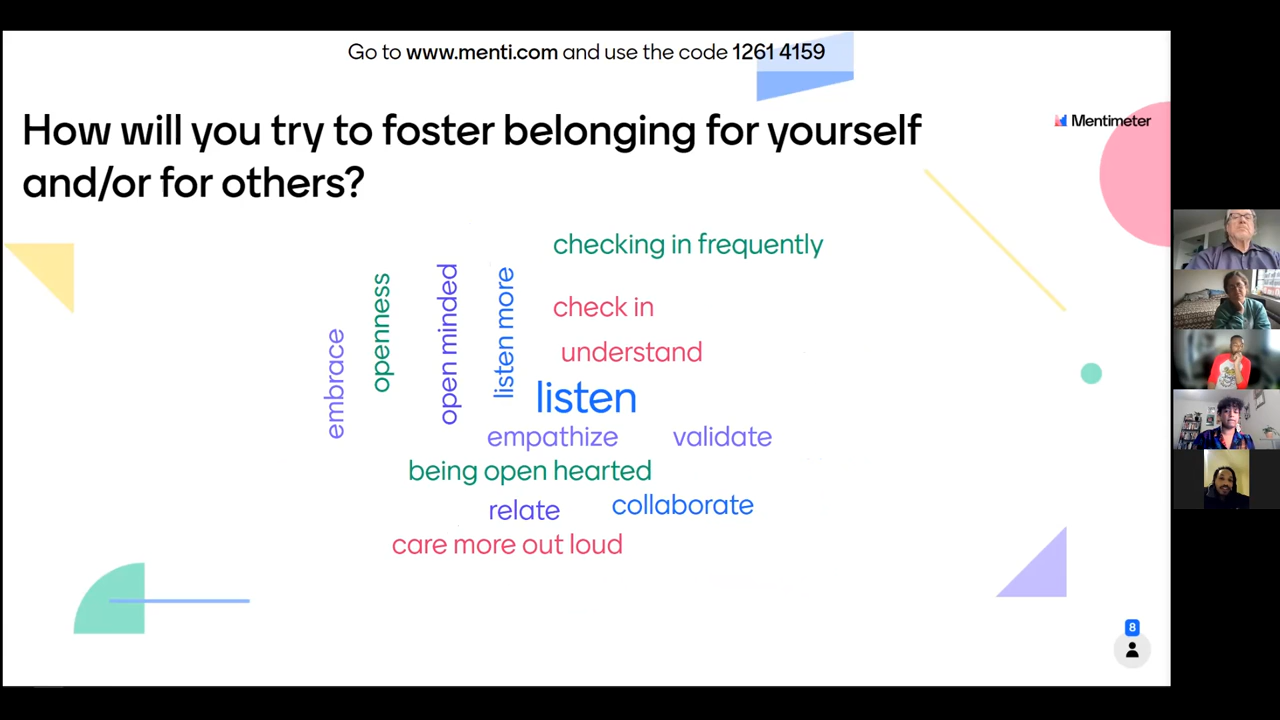 Go to www.menti.com and use the code 1261 4159
How will you try to foster belonging for yourself
and/or for others?
Mentimeter
checking in frequently
check in
understand
listen
listen more
open minded
openness
embrace
empathize
validate
being open hearted
relate
collaborate
care more out loud
8